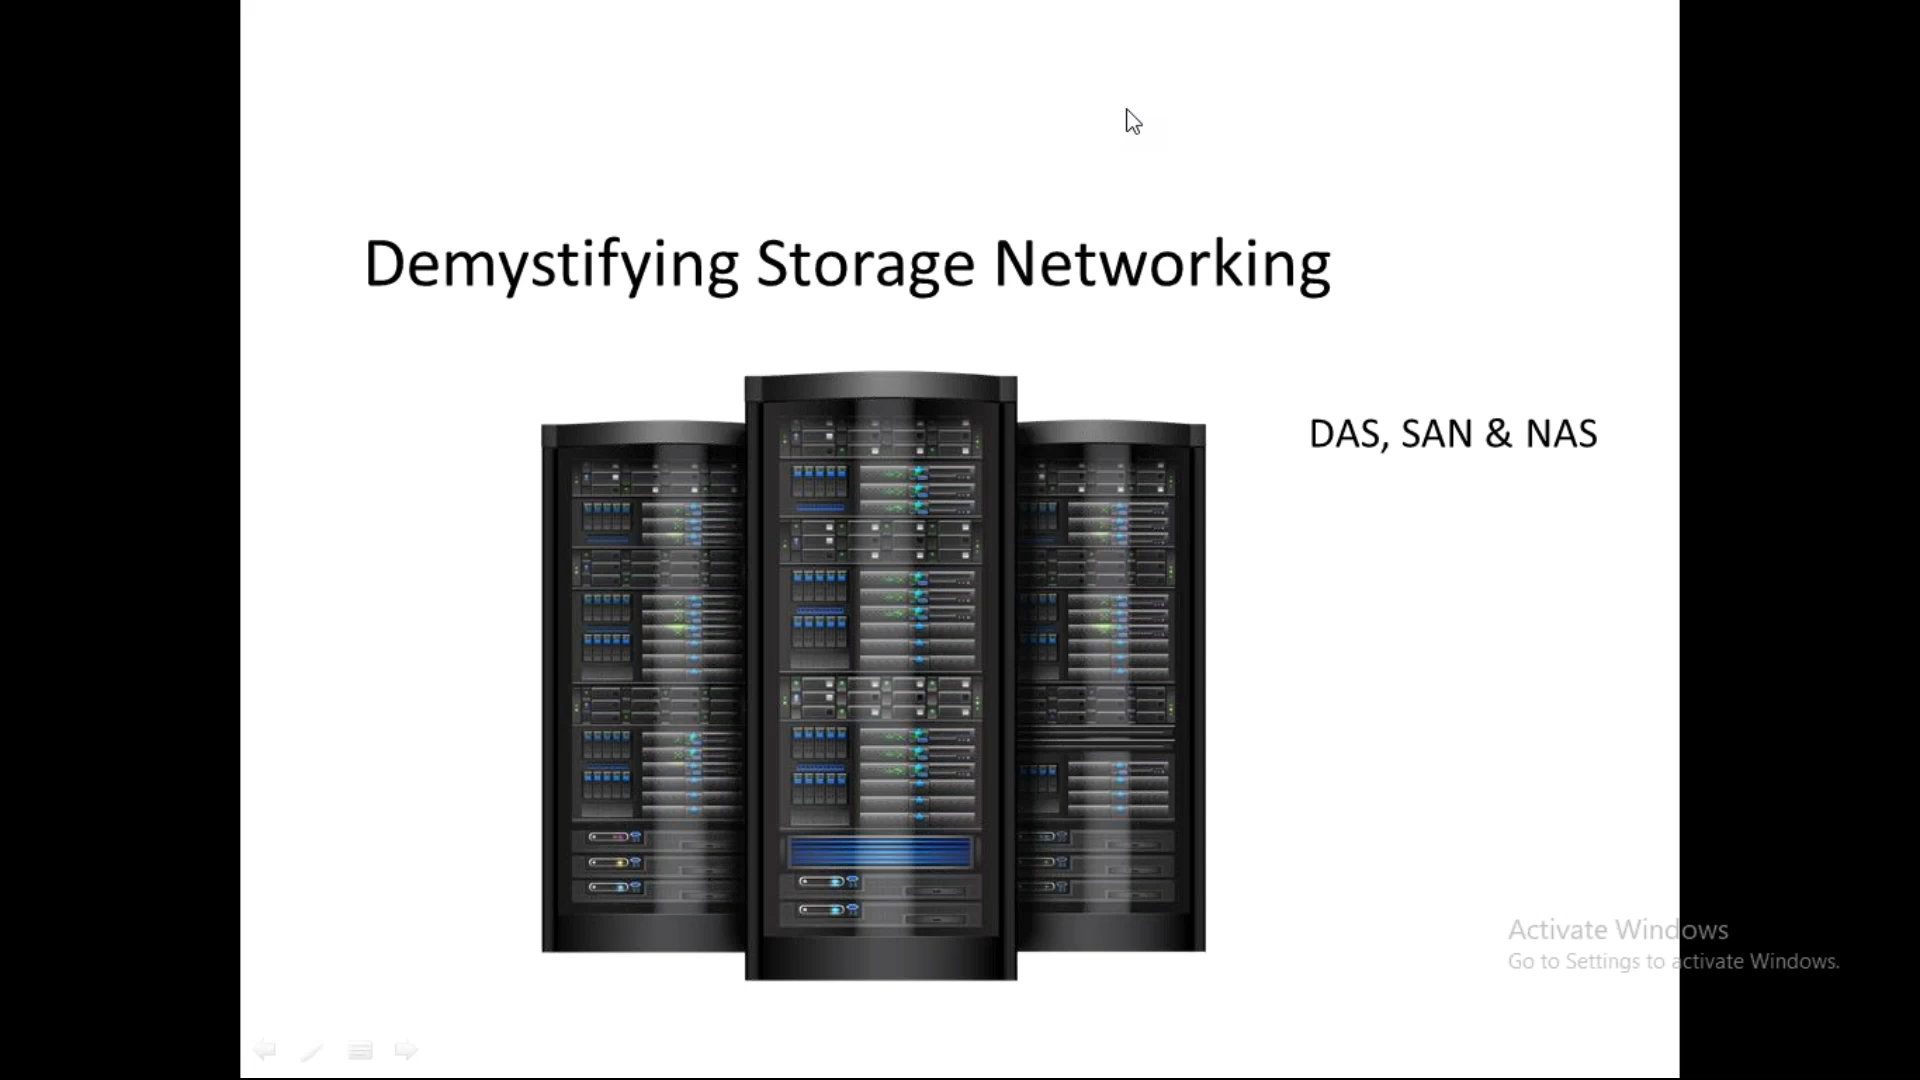 Demystifying Storage Networking
DAS, SAN & NAS
Activate Windows
Go to Settings to activate Windows.